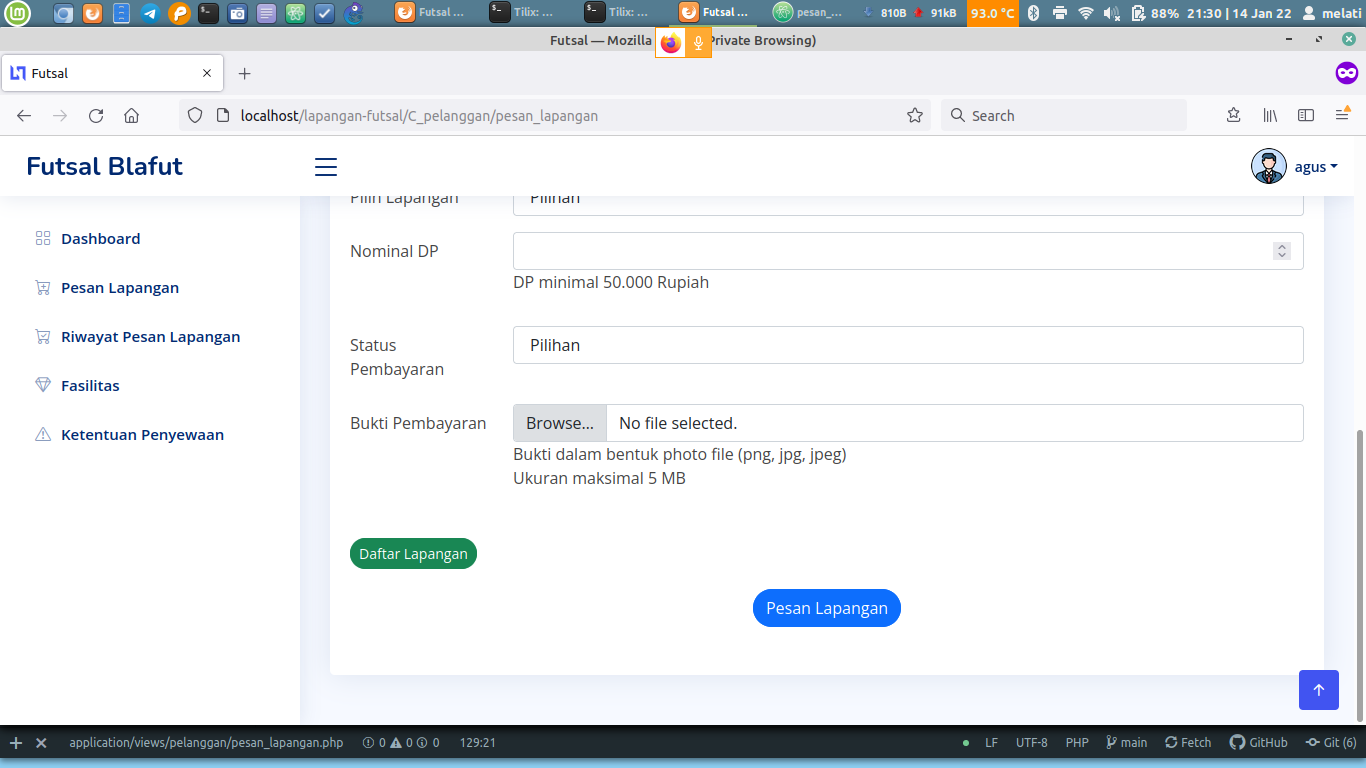 Futsal ...
Tilix: ...
Tilix: ...
Futsal ...
pesan_...
810B
91kB
93.0 °C
88%
21:30 | 14 Jan 22
melati
Futsal — Mozilla
Private Browsing)
Futsal
localhost/lapangan-futsal/C_pelanggan/pesan_lapangan
Search
Futsal Blafut
agus
Dashboard
Pesan Lapangan
Riwayat Pesan Lapangan
Fasilitas
Ketentuan Penyewaan
Pilih Lapangan
Pilihan
Nominal DP
DP minimal 50.000 Rupiah
Status
Pembayaran
Pilihan
Bukti Pembayaran
Browse...
No file selected.
Bukti dalam bentuk photo file (png, jpg, jpeg)
Ukuran maksimal 5 MB
Daftar Lapangan
Pesan Lapangan
application/views/pelanggan/pesan_lapangan.php
0
0
0
129:21
LF
UTF-8
PHP
main
Fetch
GitHub
Git (6)